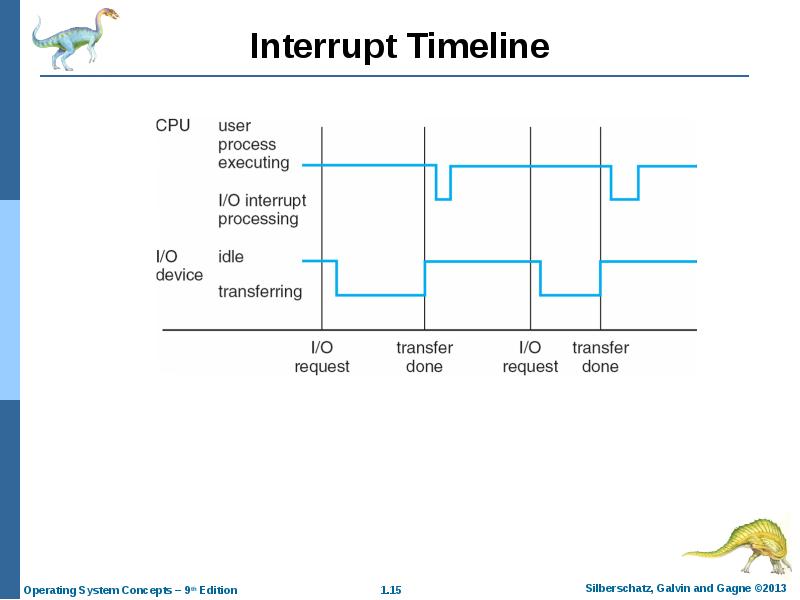 Interrupt Timeline
CPU
user
process
executing
I/O interrupt
processing
I/O
device
idle
transferring
I/O
request
transfer
done
I/O
request
transfer
done
Operating System Concepts – 9th Edition
1.15
Silberschatz, Galvin and Gagne ©2013